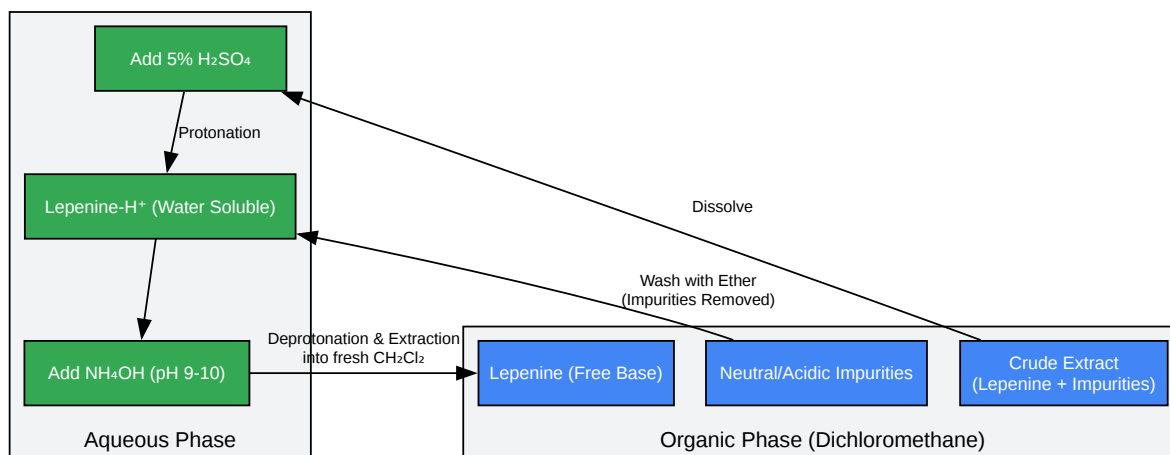 Add 5% H₂SO₄
Protonation
Lepenine-H⁺ (Water Soluble)
Dissolve
Wash with Ether
(Impurities Removed)
Deprotonation & Extraction
into fresh CH₂Cl₂
Add NH₄OH (pH 9-10)
Lepenine (Free Base)
Neutral/Acidic Impurities
Crude Extract
(Lepenine + Impurities)
Aqueous Phase
Organic Phase (Dichloromethane)